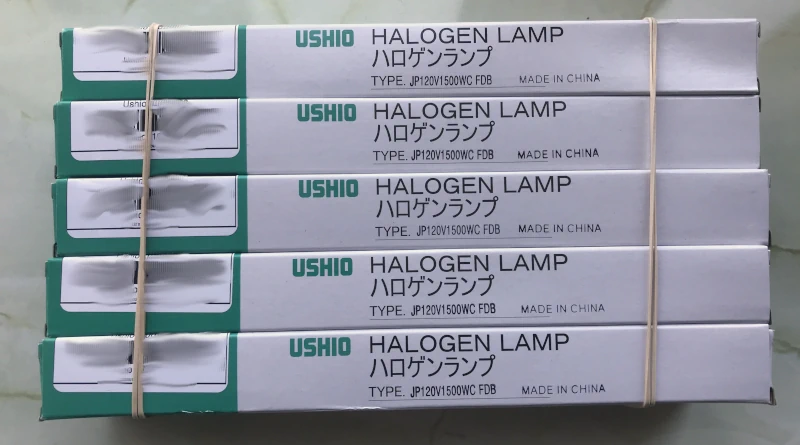 USHIO HALOGEN LAMP
ハロゲンランプ
TYPE. JP120V1500WC FDB MADE IN CHINA
USHIO HALOGEN LAMP
ハロゲンランプ
TYPE. JP120V1500WC FDB MADE IN CHINA
USHIO HALOGEN LAMP
ハロゲンランプ
TYPE. JP120V1500WC FDB MADE IN CHINA
USHIO HALOGEN LAMP
ハロゲンランプ
TYPE. JP120V1500WC FDB MADE IN CHINA
USHIO HALOGEN LAMP
ハロゲンランプ
TYPE. JP120V1500WC FDB MADE IN CHINA